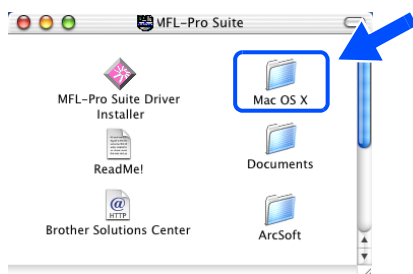 MFL-Pro Suite
MFL-Pro Suite Driver
Installer
Mac OS X
ReadMe!
Documents
@
HTTP
Brother Solutions Center
ArcSoft